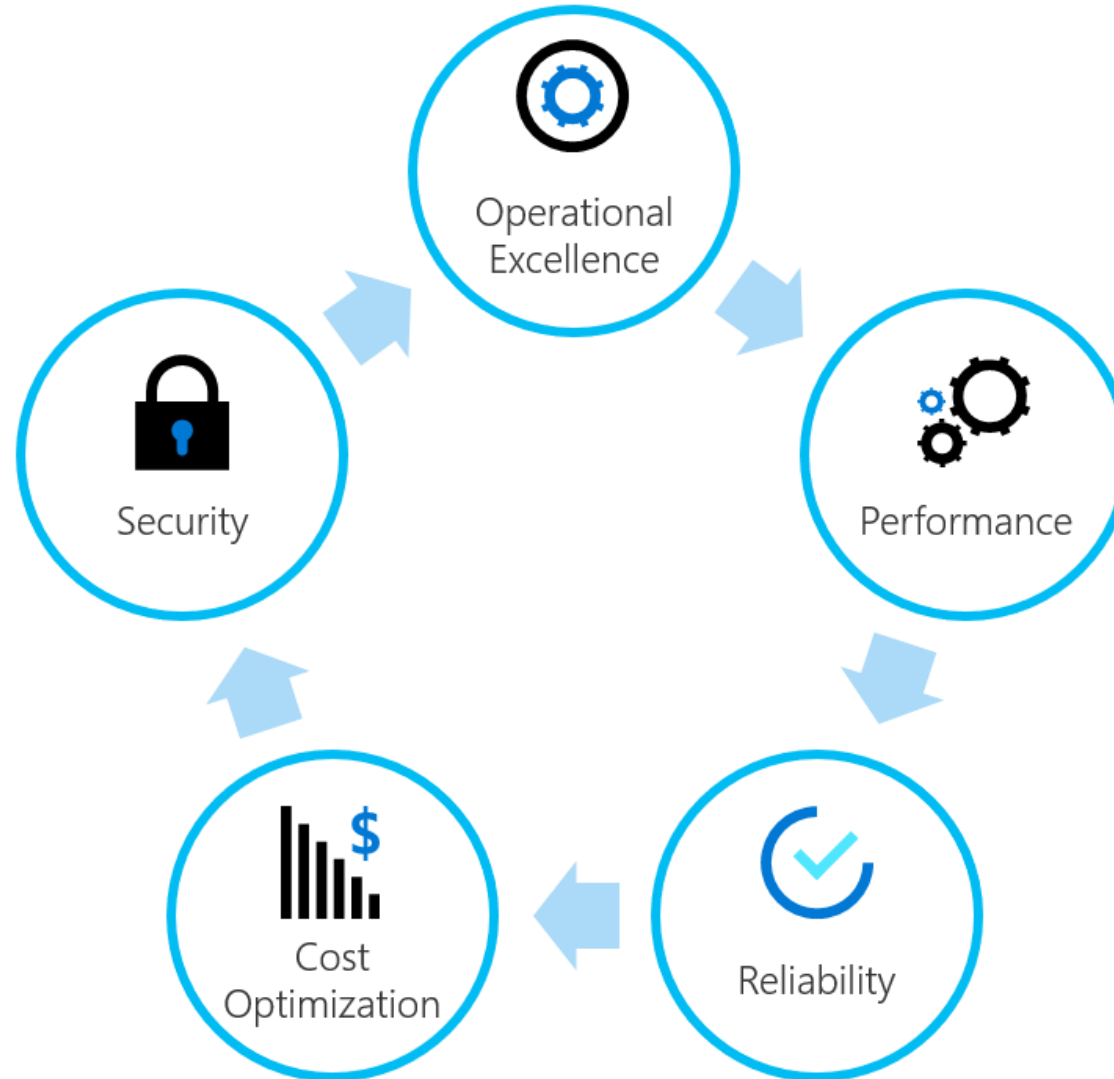 Operational
Excellence
Security
Performance
$
Cost
Optimization
Reliability